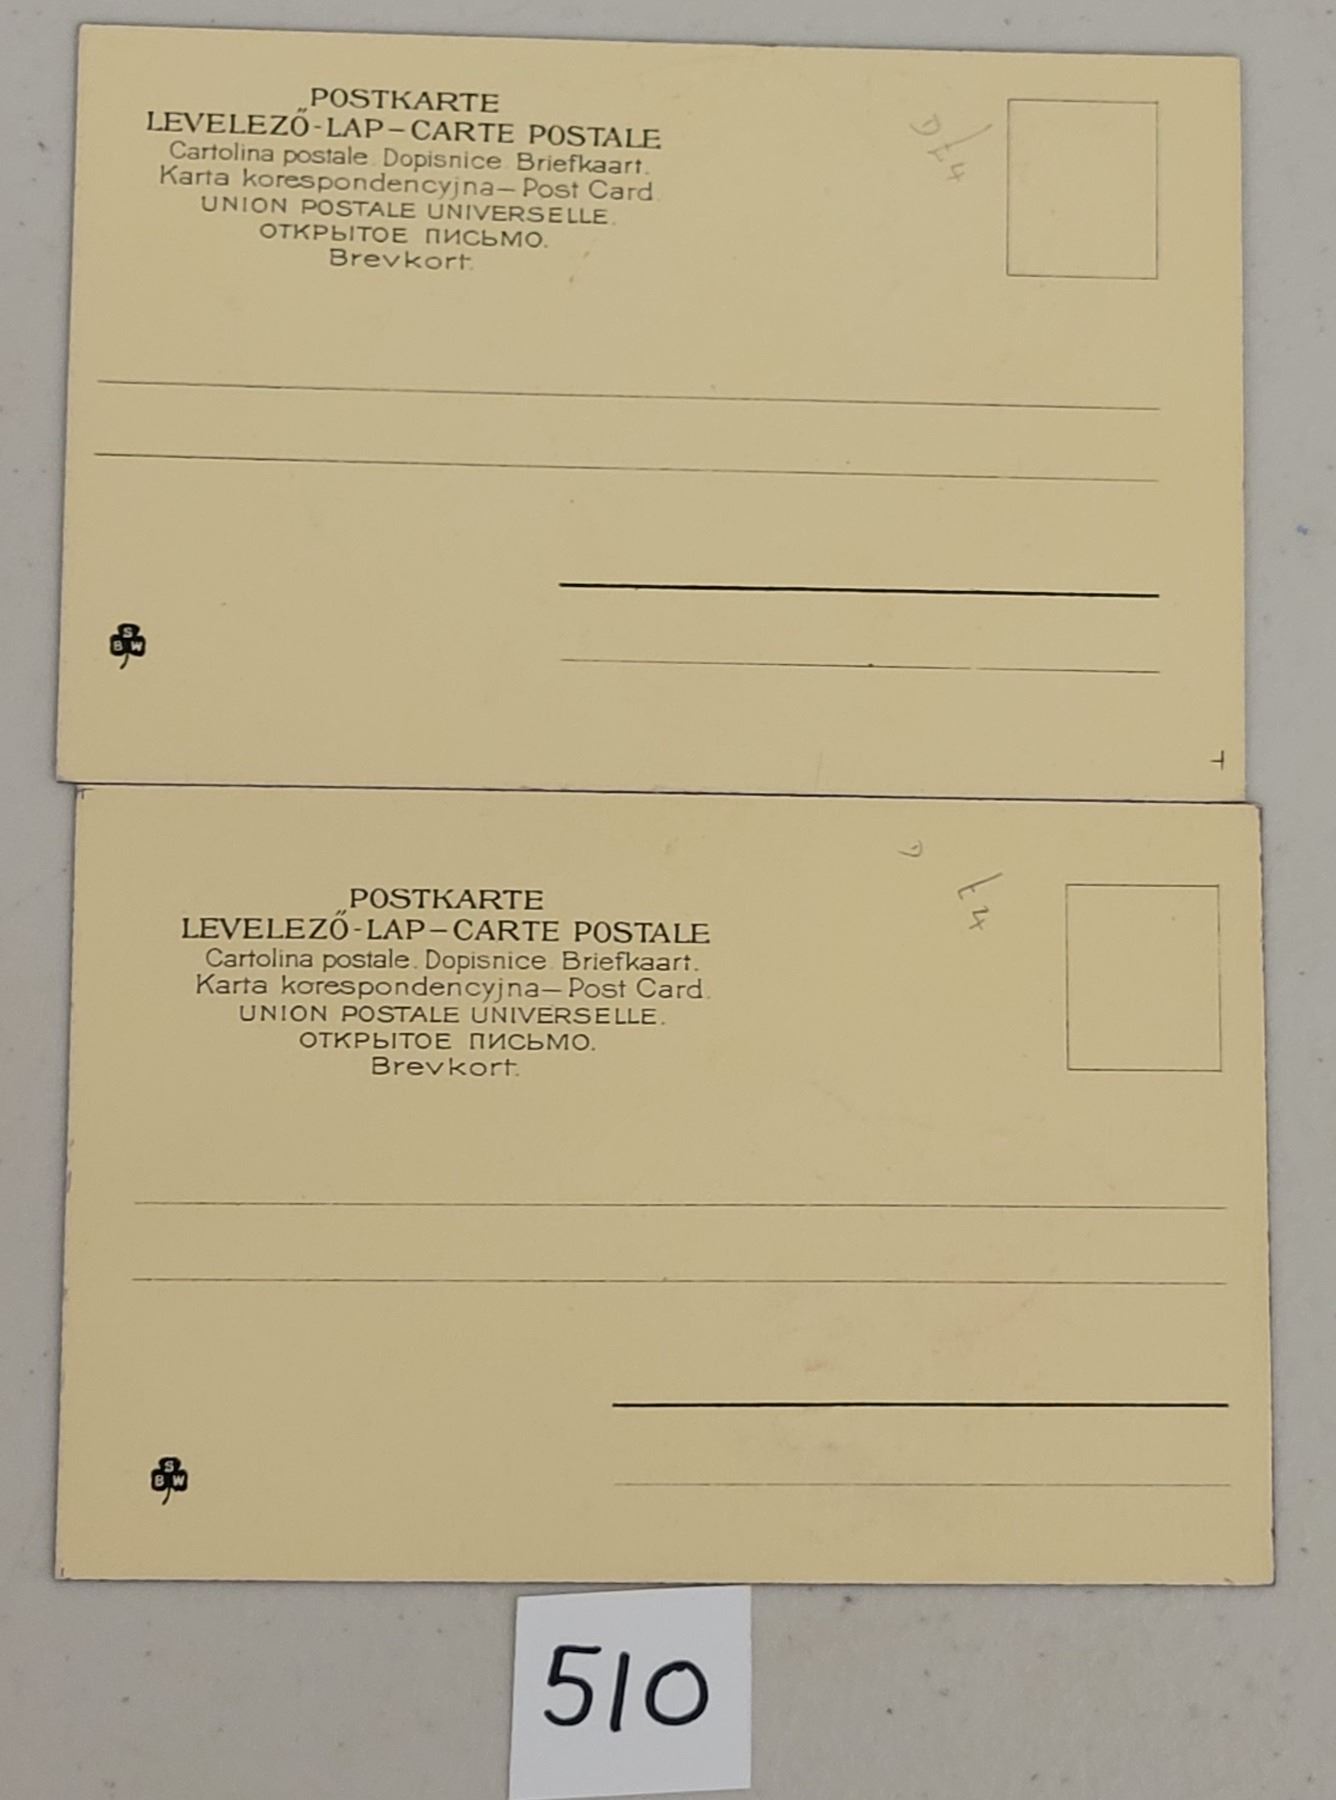 POSTKARTE
LEVELEZŐ-LAP–CARTE POSTALE
Cartolina postale. Dopisnice. Briefkaart.
Karta korespondencyjna–Post Card.
UNION POSTALE UNIVERSELLE.
ОТКРЫТОЕ ПИСЬМО.
Brevkort.
S
B W
POSTKARTE
LEVELEZŐ-LAP–CARTE POSTALE
Cartolina postale. Dopisnice. Briefkaart.
Karta korespondencyjna–Post Card.
UNION POSTALE UNIVERSELLE.
ОТКРЫТОЕ ПИСЬМО.
Brevkort.
S
B W
510